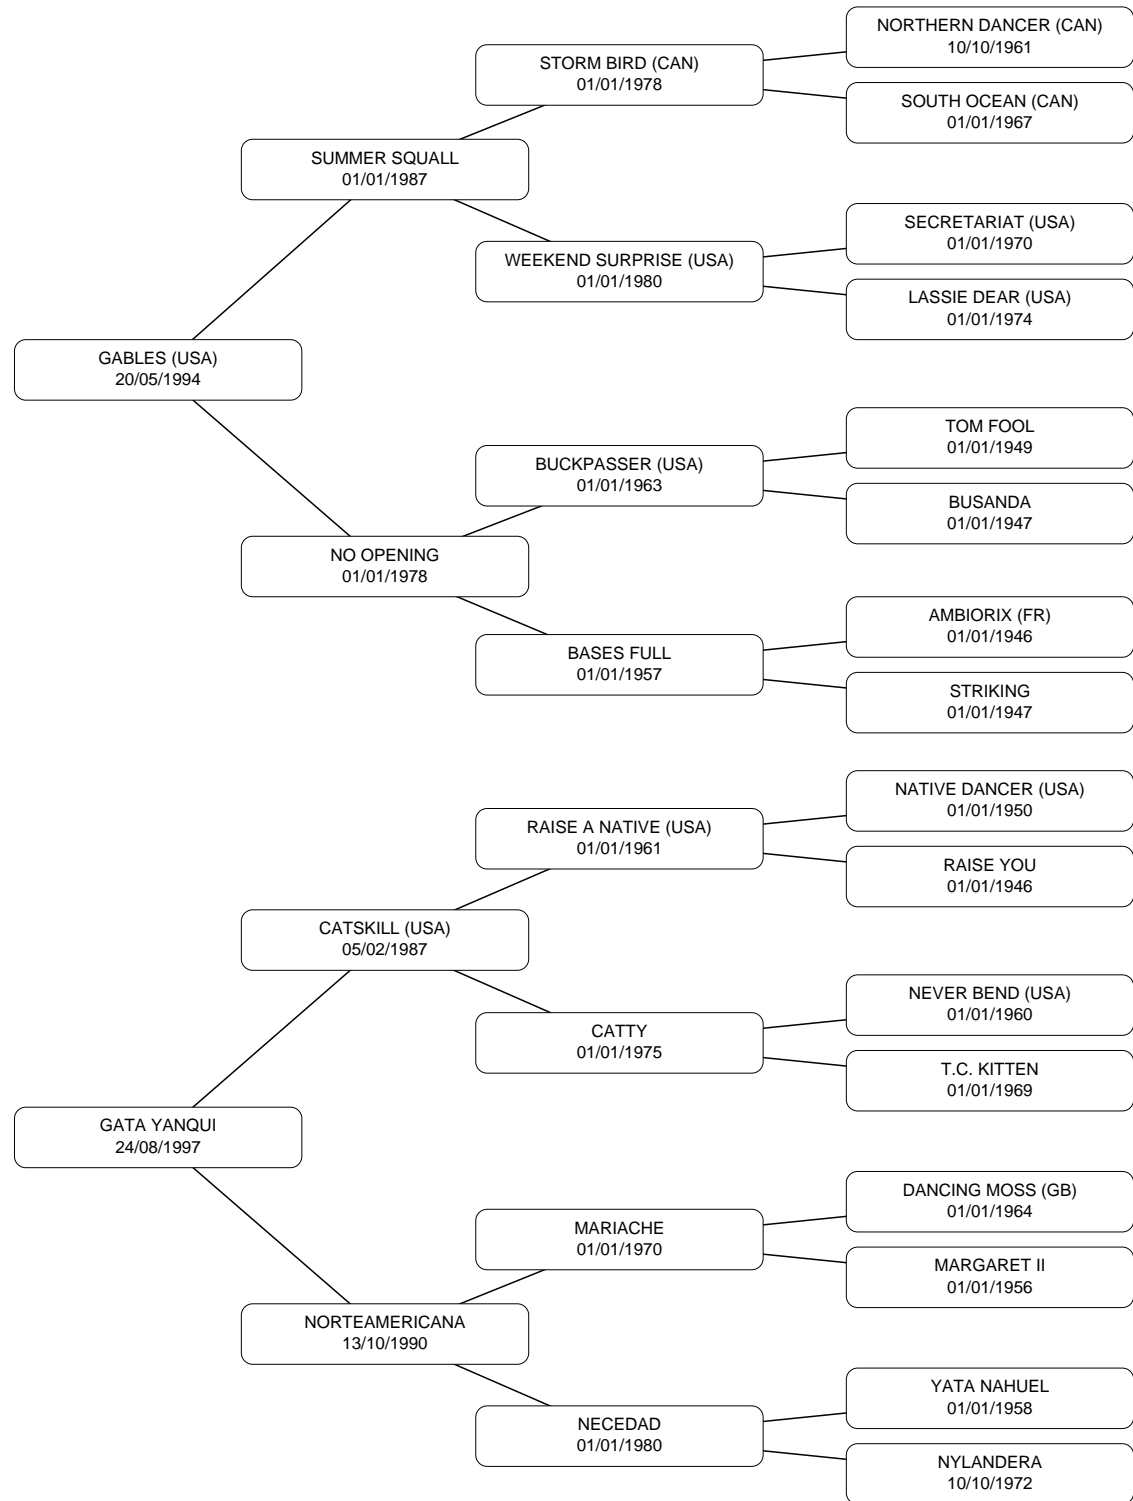 NORTHERN DANCER (CAN)
10/10/1961
STORM BIRD (CAN)
01/01/1978
SOUTH OCEAN (CAN)
01/01/1967
SUMMER SQUALL
01/01/1987
SECRETARIAT (USA)
01/01/1970
WEEKEND SURPRISE (USA)
01/01/1980
LASSIE DEAR (USA)
01/01/1974
GABLES (USA)
20/05/1994
TOM FOOL
01/01/1949
BUCKPASSER (USA)
01/01/1963
BUSANDA
01/01/1947
NO OPENING
01/01/1978
AMBIORIX (FR)
01/01/1946
BASES FULL
01/01/1957
STRIKING
01/01/1947
NATIVE DANCER (USA)
01/01/1950
RAISE A NATIVE (USA)
01/01/1961
RAISE YOU
01/01/1946
CATSKILL (USA)
05/02/1987
NEVER BEND (USA)
01/01/1960
CATTY
01/01/1975
T.C. KITTEN
01/01/1969
GATA YANQUI
24/08/1997
DANCING MOSS (GB)
01/01/1964
MARIACHE
01/01/1970
MARGARET II
01/01/1956
NORTEAMERICANA
13/10/1990
YATA NAHUEL
01/01/1958
NECEDAD
01/01/1980
NYLANDERA
10/10/1972